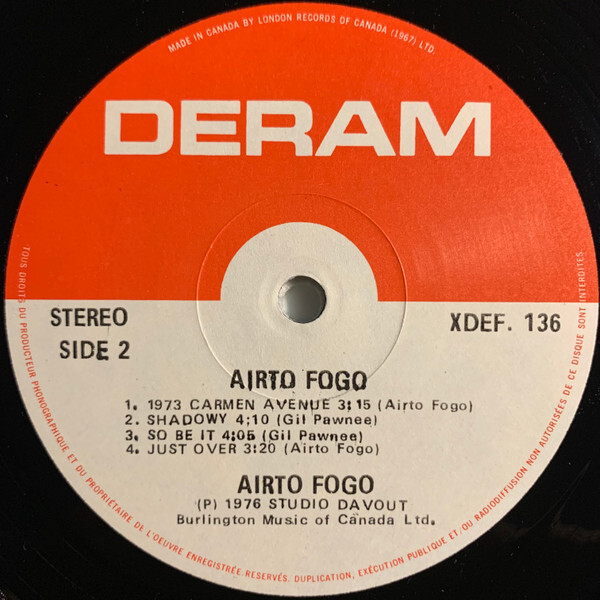 MADE IN CANADA BY LONDON RECORDS OF CANADA (1967) LTD.
DERAM
STEREO
SIDE 2
XDEF. 136
AIRTO FOGO
1. 1973 CARMEN AVENUE 3:15 (Airto Fogo)
2. SHADOWY 4:10 (Gil Pawnee)
3. SO BE IT 4:05 (Gil Pawnee)
4. JUST OVER 3:20 (Airto Fogo)
AIRTO FOGO
(P) 1976 STUDIO DAVOUT
Burlington Music of Canada Ltd.
TOUS DROITS DU PRODUCTEUR PHONOGRAPHIQUE ET DU PROPRIÉTAIRE DE L'OEUVRE ENREGISTRÉE RESERVÉS. DUPLICATION, EXÉCUTION PUBLIQUE ET/OU RADIODIFFUSION NON AUTORISÉES DE CE DISQUE SONT INTERDITES.